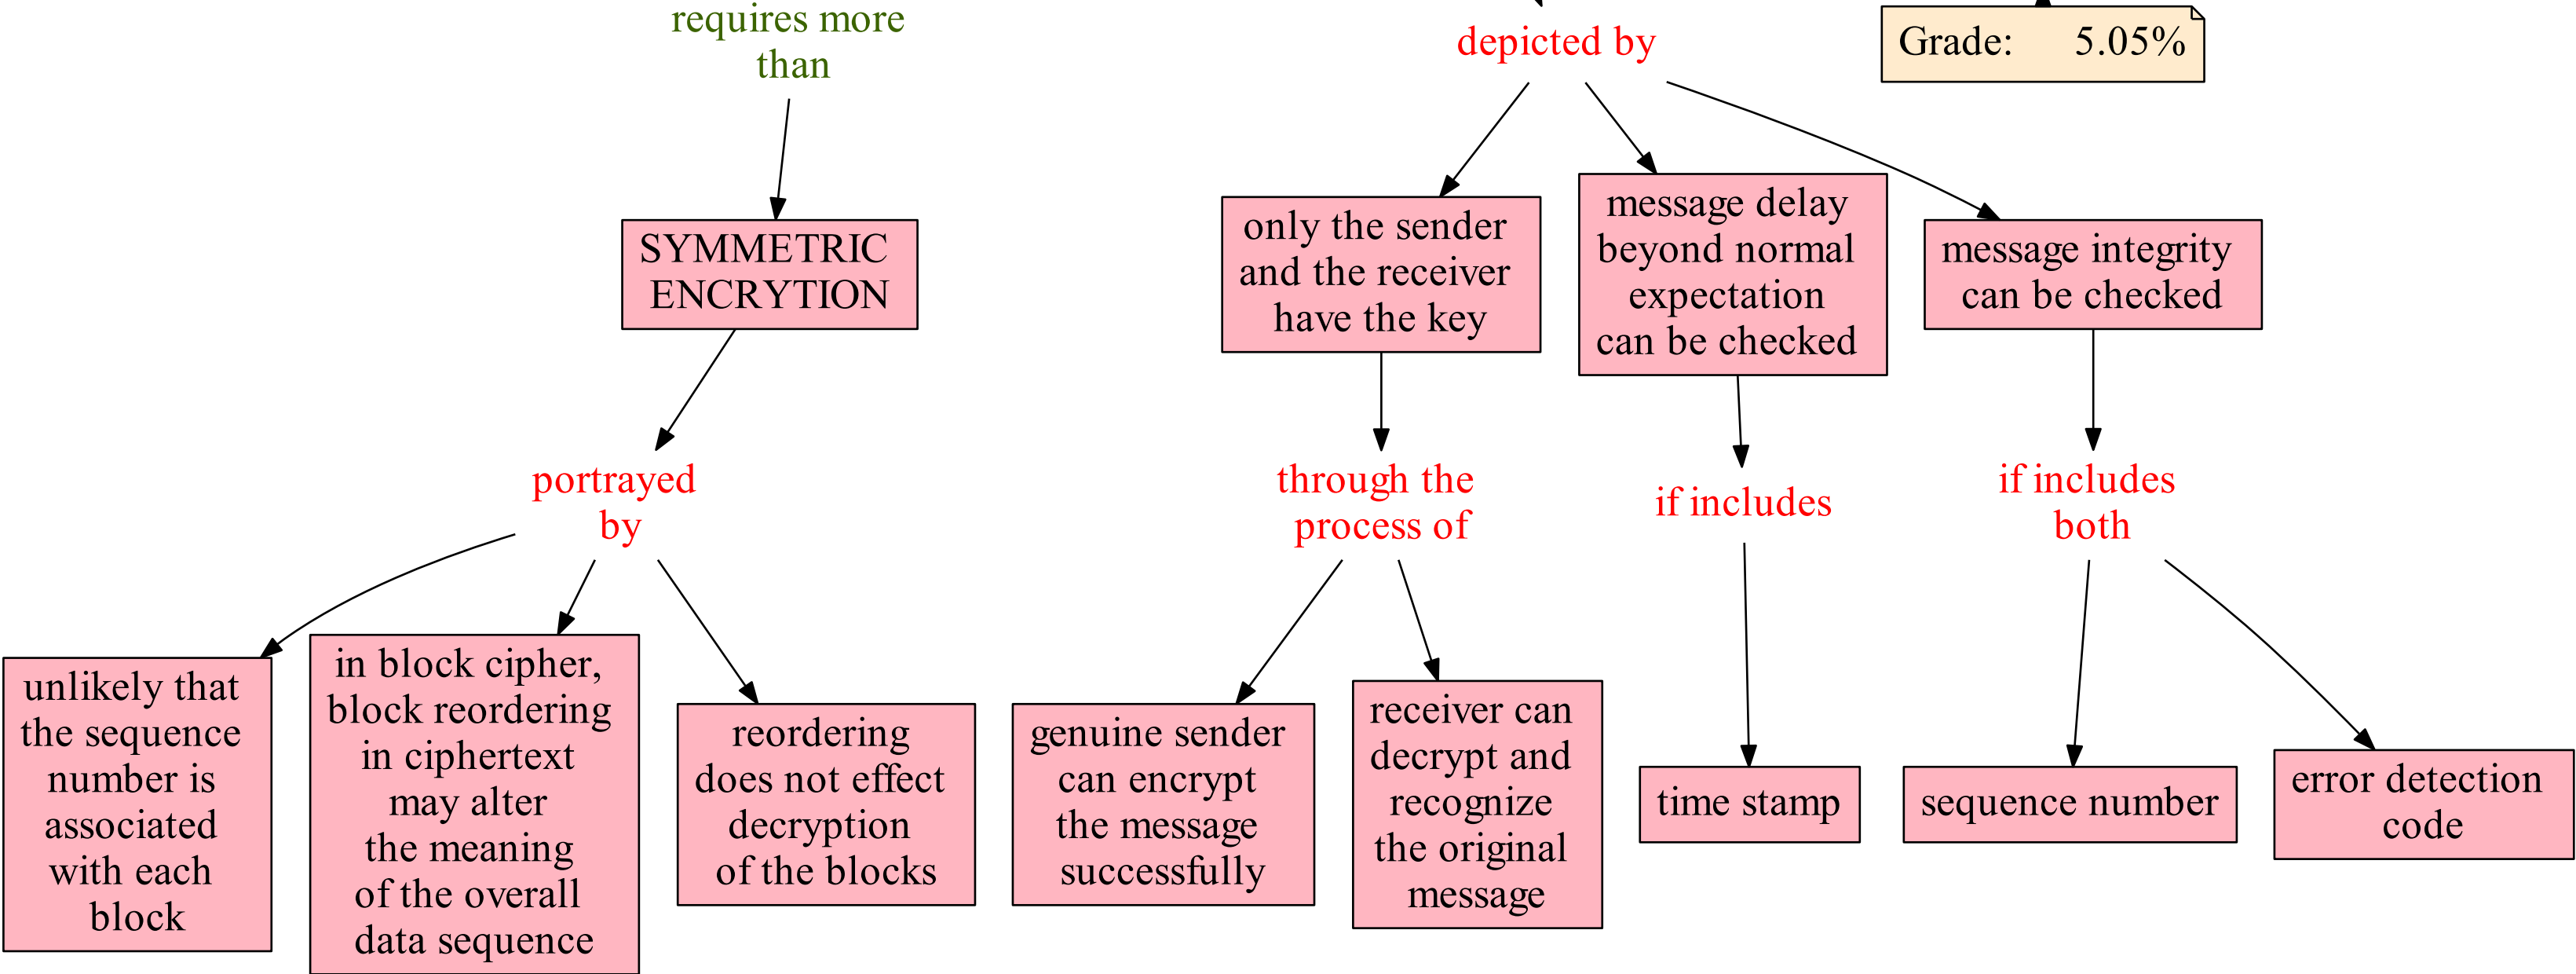 requires more
than
depicted by
Grade: 5.05%
SYMMETRIC
ENCRYTION
only the sender
and the receiver
have the key
message delay
beyond normal
expectation
can be checked
message integrity
can be checked
portrayed
by
through the
process of
if includes
if includes
both
unlikely that
the sequence
number is
associated
with each
block
in block cipher,
block reordering
in ciphertext
may alter
the meaning
of the overall
data sequence
reordering
does not effect
decryption
of the blocks
genuine sender
can encrypt
the message
successfully
receiver can
decrypt and
recognize
the original
message
time stamp
sequence number
error detection
code